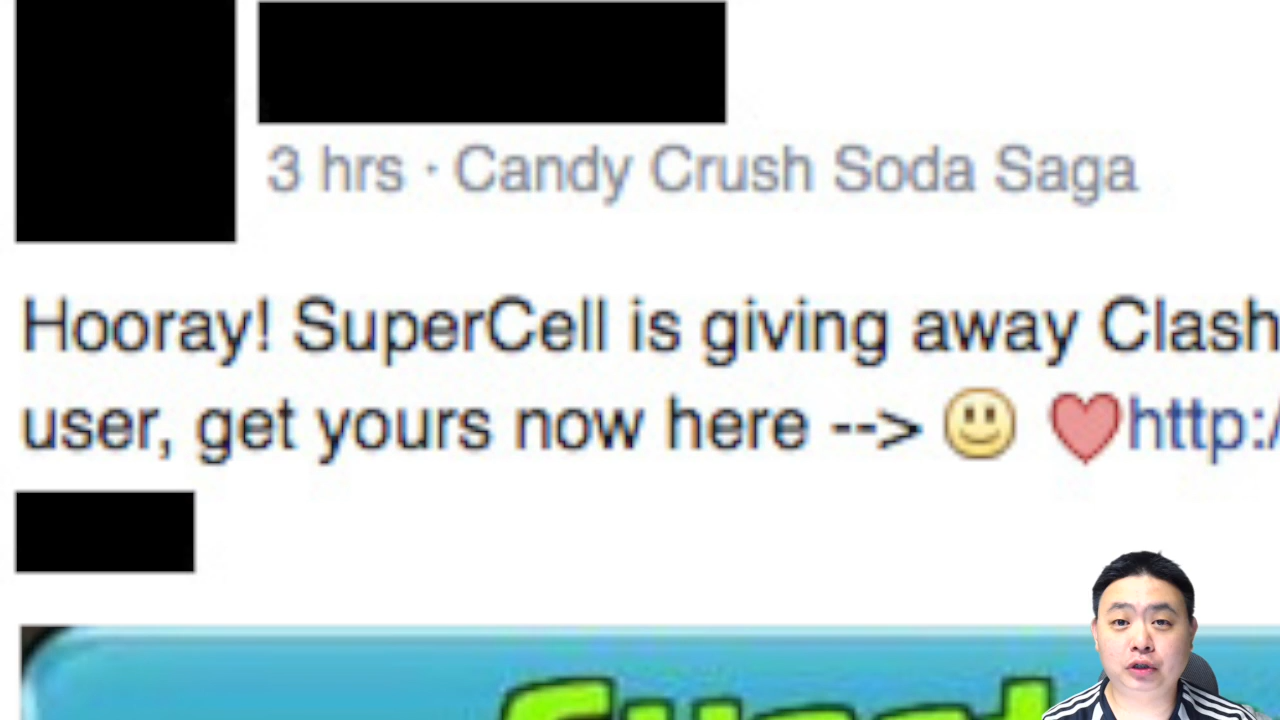 3 hrs · Candy Crush Soda Saga
Hooray! SuperCell is giving away Clash
user, get yours now here --> http:/